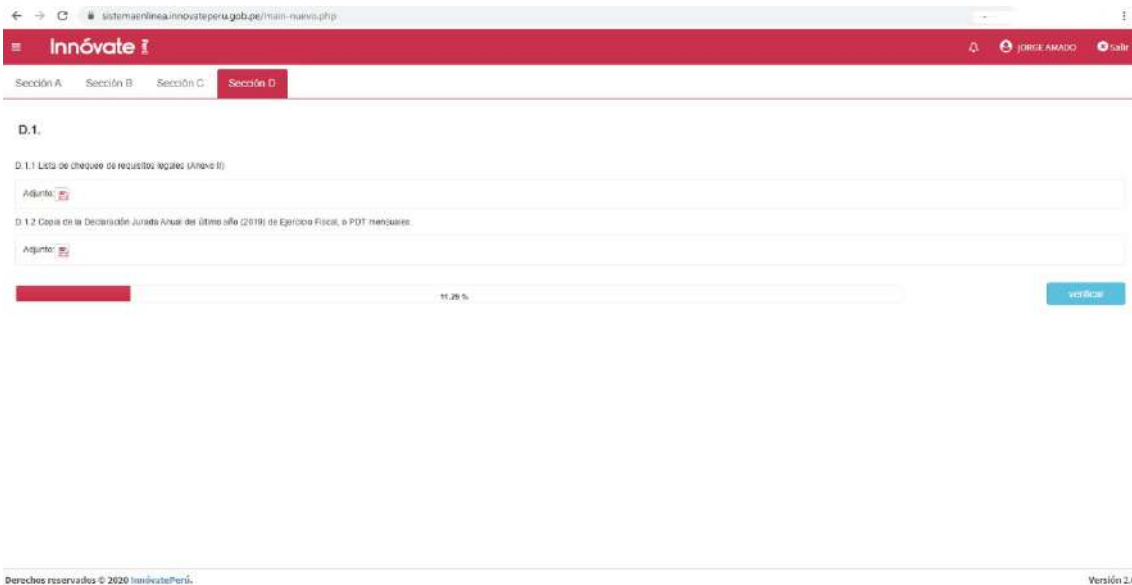 sistemaenlinea.innovateperu.gob.pe/main-nuevo.php
Innóvate
JORGE AMADO
Salir
Sección A
Sección B
Sección C
Sección D
D.1.
D.1.1 Lista de chequeo de requisitos legales (Anexo II)
Adjunto:
D.1.2 Copia de la Declaración Jurada Anual del último año (2019) de Ejercicio Fiscal, o PDT mensuales.
Adjunto:
11.29 %
verificar
Derechos reservados © 2020 InnóvatePerú.
Versión 2.